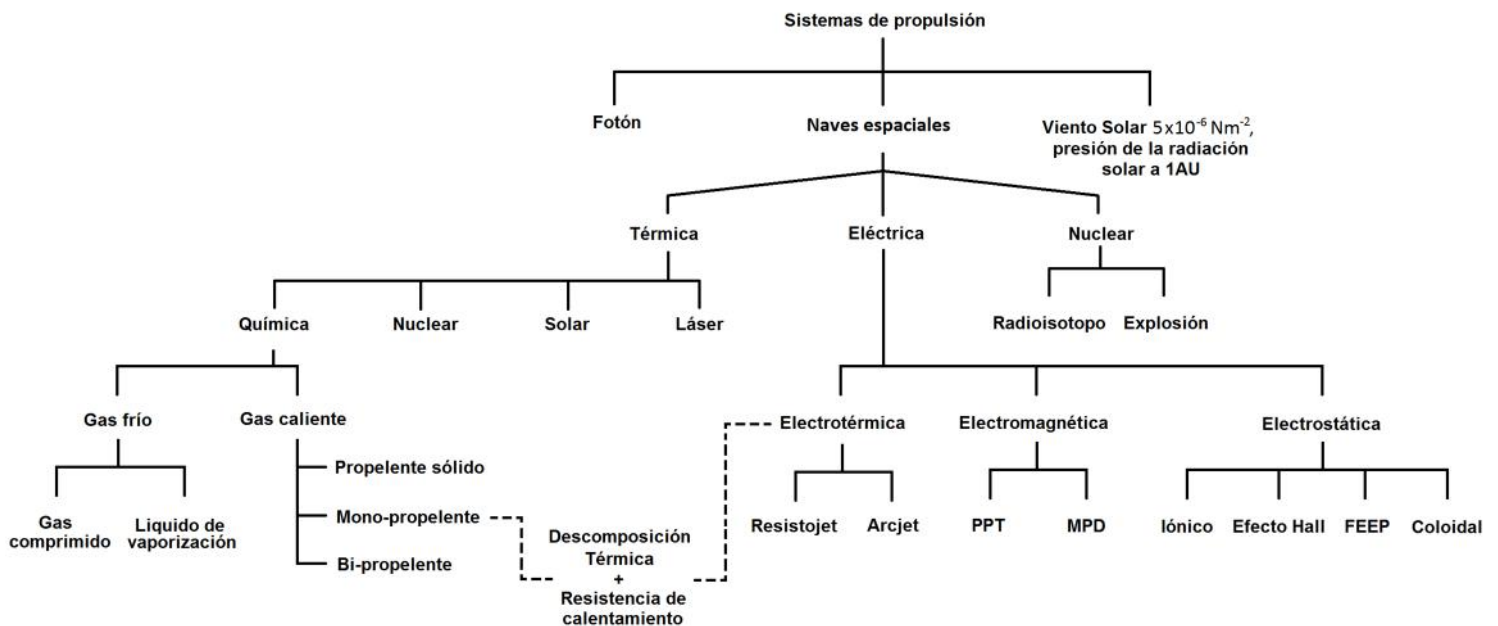 Sistemas de propulsión
Fotón
Naves espaciales
Viento Solar 5x10⁻⁶ Nm⁻²,
presión de la radiación
solar a 1AU
Térmica
Eléctrica
Nuclear
Química
Nuclear
Solar
Láser
Radioisotopo
Explosión
Gas frío
Gas caliente
Electrotérmica
Electromagnética
Electrostática
Propelente sólido
Mono-propelente
Bi-propelente
Gas
comprimido
Liquido de
vaporización
Descomposición
Térmica
+
Resistencia de
calentamiento
Resistojet
Arcjet
PPT
MPD
Iónico
Efecto Hall
FEEP
Coloidal